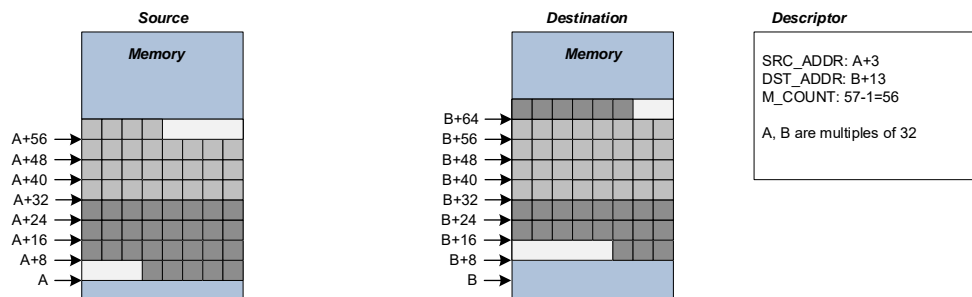 Source
Destination
Descriptor
Memory
Memory
SRC_ADDR: A+3
DST_ADDR: B+13
M_COUNT: 57-1=56
A, B are multiples of 32
A+56
A+48
A+40
A+32
A+24
A+16
A+8
A
B+64
B+56
B+48
B+40
B+32
B+24
B+16
B+8
B